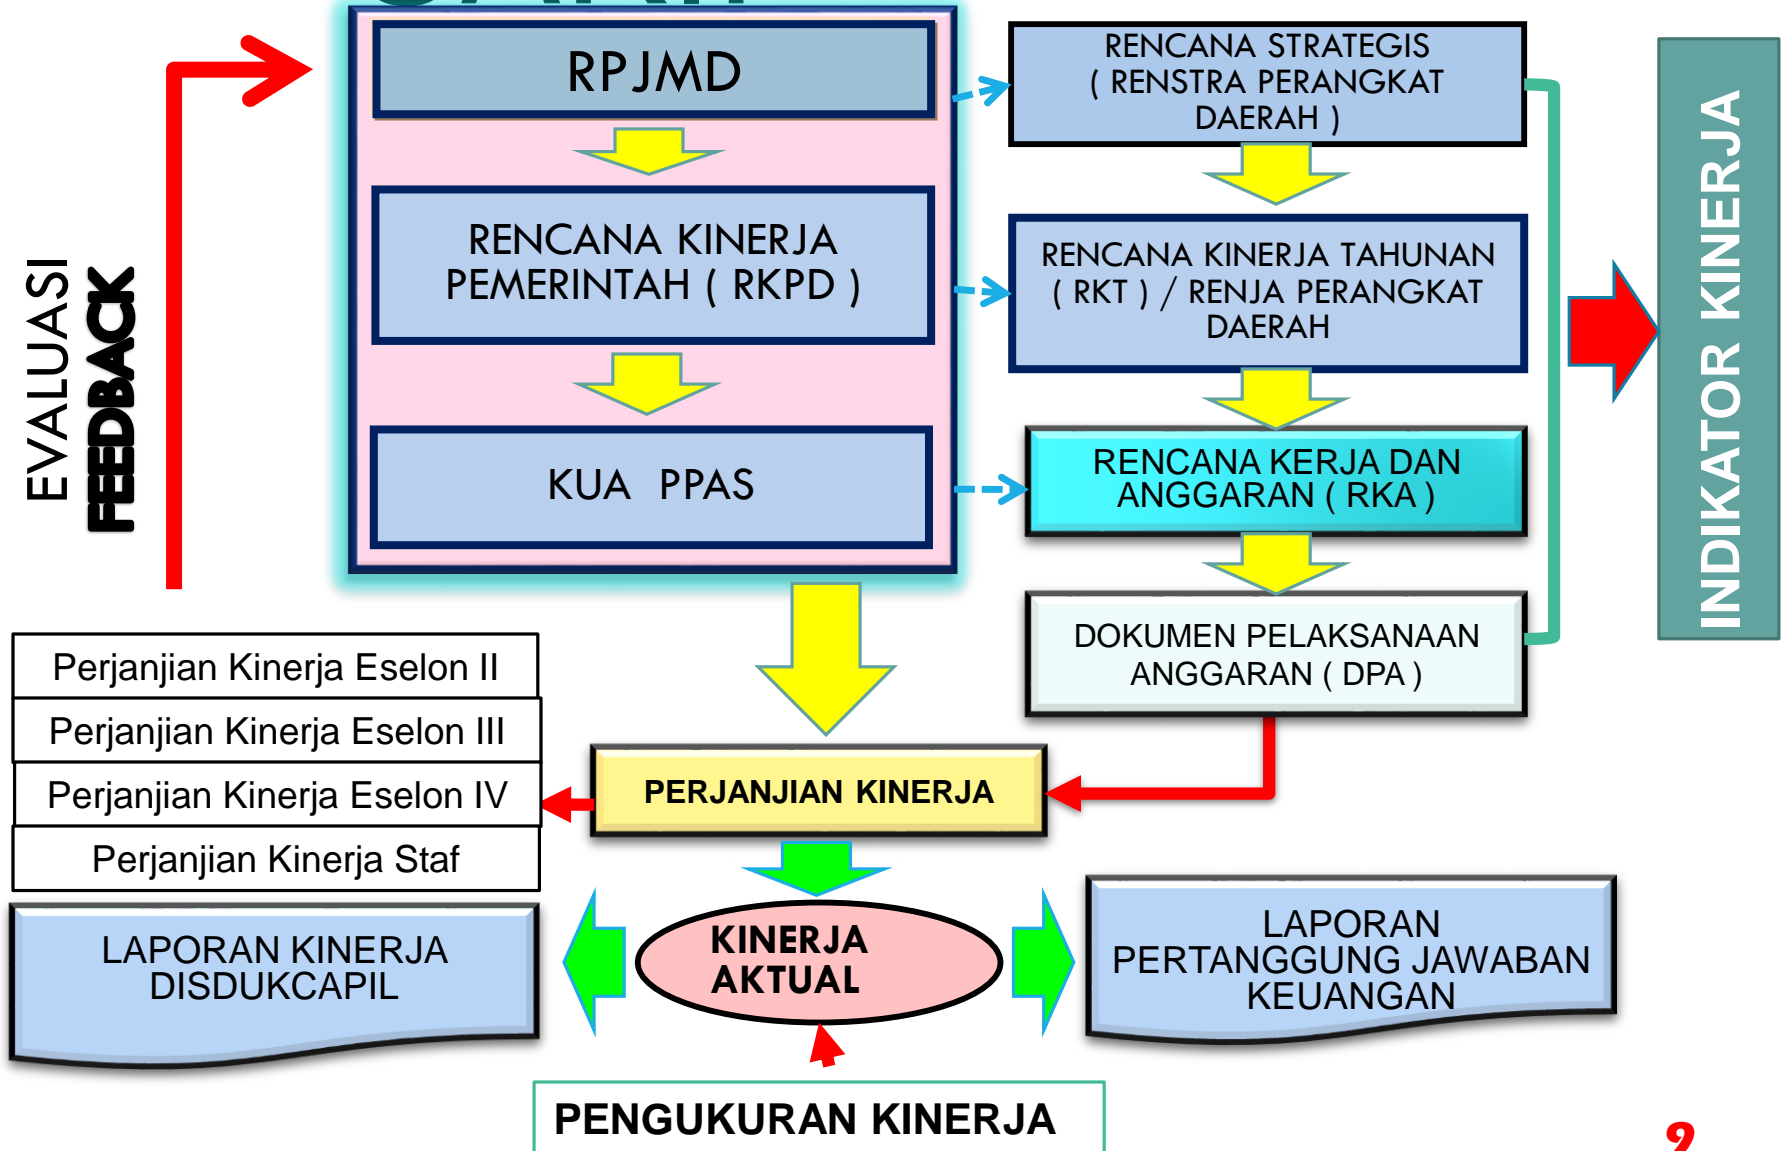 RPJMD
RENCANA STRATEGIS
( RENSTRA PERANGKAT
DAERAH )
RENCANA KINERJA
PEMERINTAH ( RKPD )
RENCANA KINERJA TAHUNAN
( RKT ) / RENJA PERANGKAT
DAERAH
KUA PPAS
RENCANA KERJA DAN
ANGGARAN ( RKA )
DOKUMEN PELAKSANAAN
ANGGARAN ( DPA )
INDIKATOR KINERJA
EVALUASI
FEEDBACK
Perjanjian Kinerja Eselon II
Perjanjian Kinerja Eselon III
Perjanjian Kinerja Eselon IV
Perjanjian Kinerja Staf
PERJANJIAN KINERJA
KINERJA
AKTUAL
LAPORAN KINERJA
DISDUKCAPIL
LAPORAN
PERTANGGUNG JAWABAN
KEUANGAN
PENGUKURAN KINERJA
9